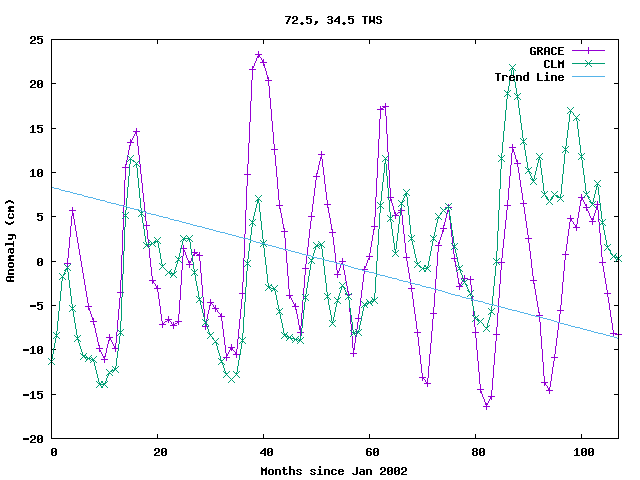 72.5, 34.5 TWS
GRACE
CLM
Trend Line
25
20
15
10
5
0
-5
-10
-15
-20
Anomaly (cm)
0 20 40 60 80 100
Months since Jan 2002